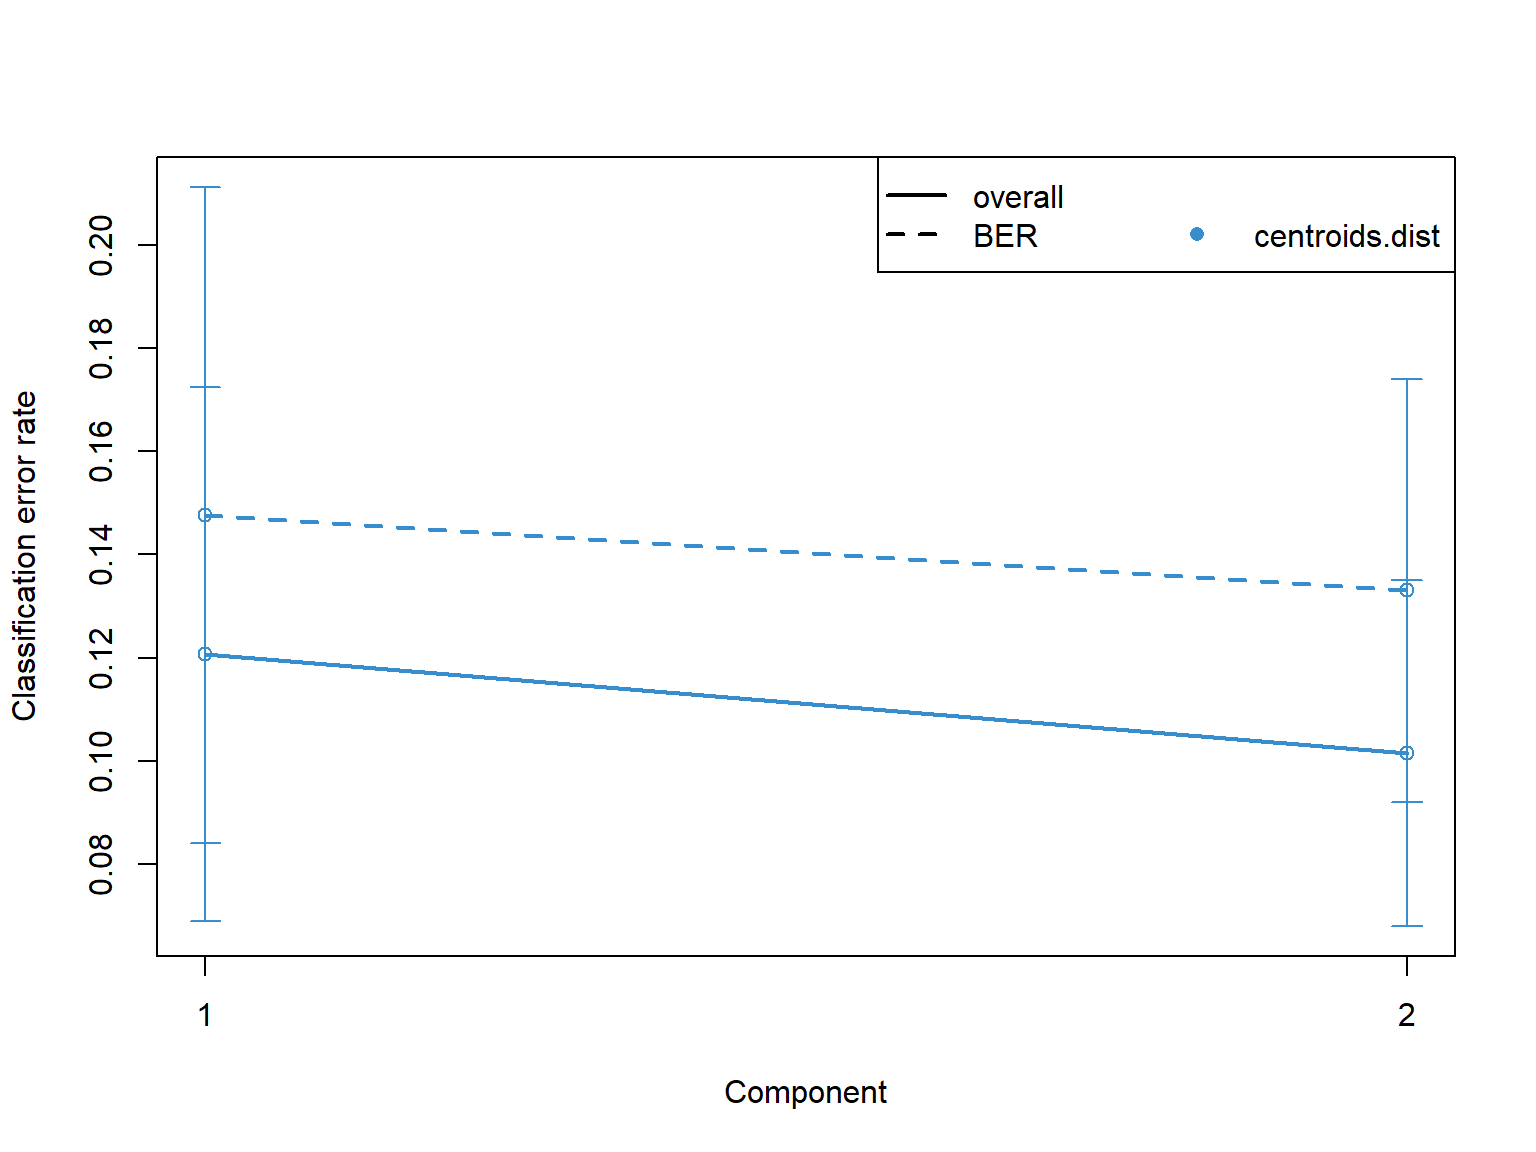 overall
BER
centroids.dist
Classification error rate
0.20
0.18
0.16
0.14
0.12
0.10
0.08
1
2
Component